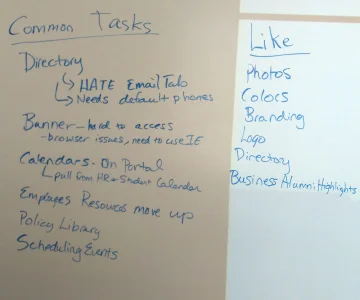 Common Tasks
Directory
↳ HATE Email Tab
↳ Needs default phones
Banner - hard to access
- browser issues, need to use IE
Calendars - On Portal
↳ pull from HR + Student Calendar
Employee Resources move up
Policy Library
Scheduling Events
Like
Photos
Colors
Branding
Logo
Directory
Business Alumni Highlights